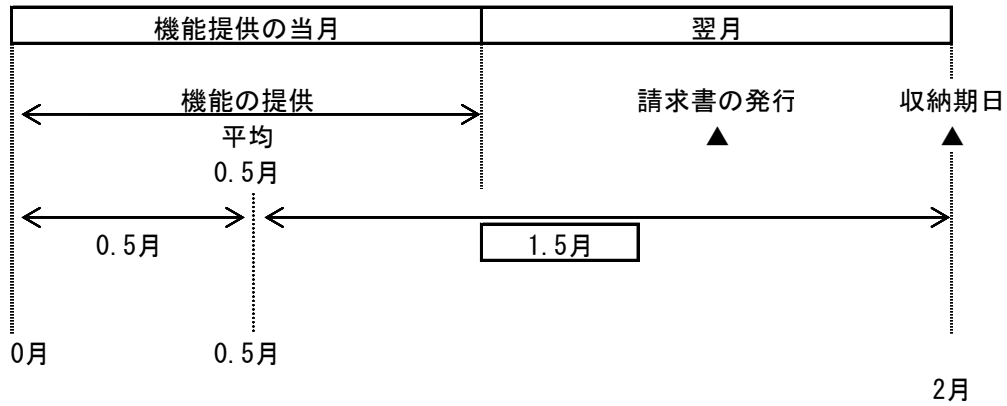 機能提供の当月 翌月
機能の提供 請求書の発行 収納期日
平均 ▲ ▲
0.5月
0.5月 1.5月
0月 0.5月
2月